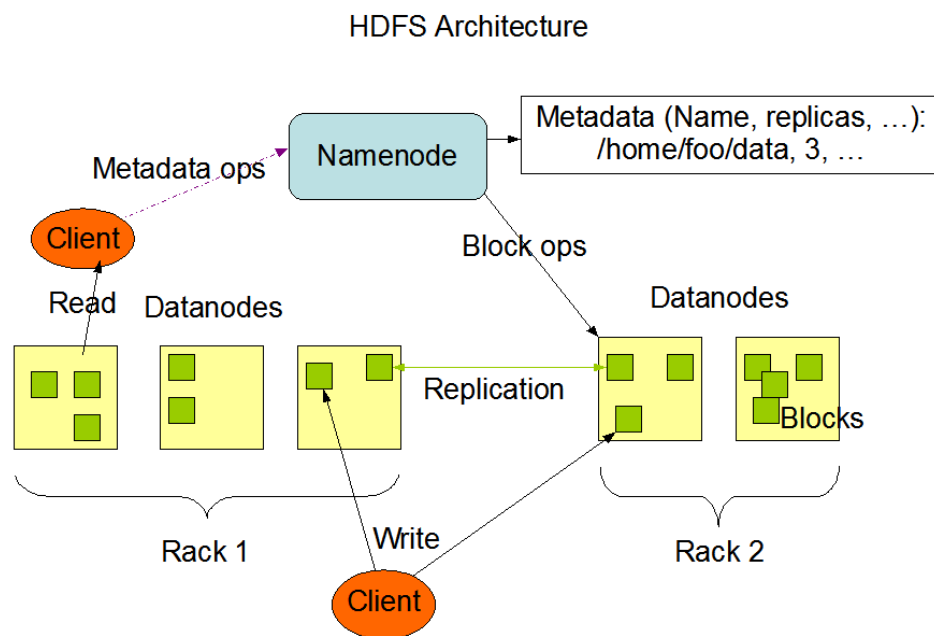 HDFS Architecture
Metadata (Name, replicas, …):
/home/foo/data, 3, …
Namenode
Metadata ops
Client
Block ops
Read
Datanodes
Datanodes
Replication
Blocks
Rack 1
Write
Rack 2
Client